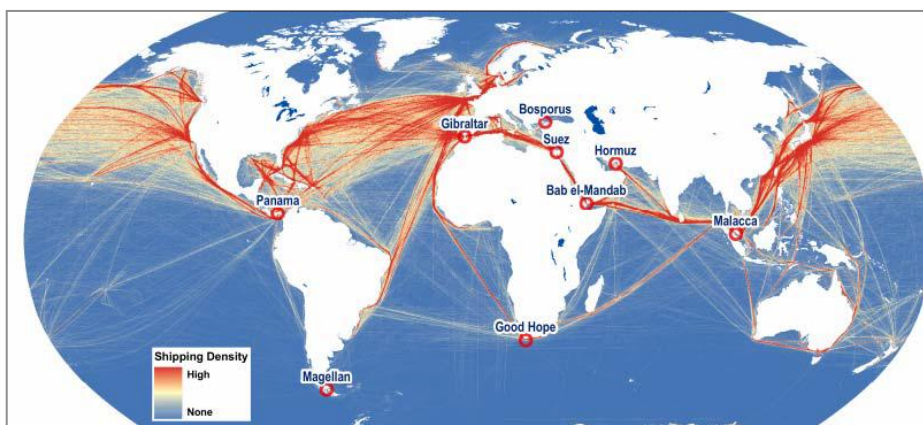 Bosporus
Gibraltar
Suez
Hormuz
Bab el-Mandab
Panama
Malacca
Good Hope
Magellan
Shipping Density
High
None